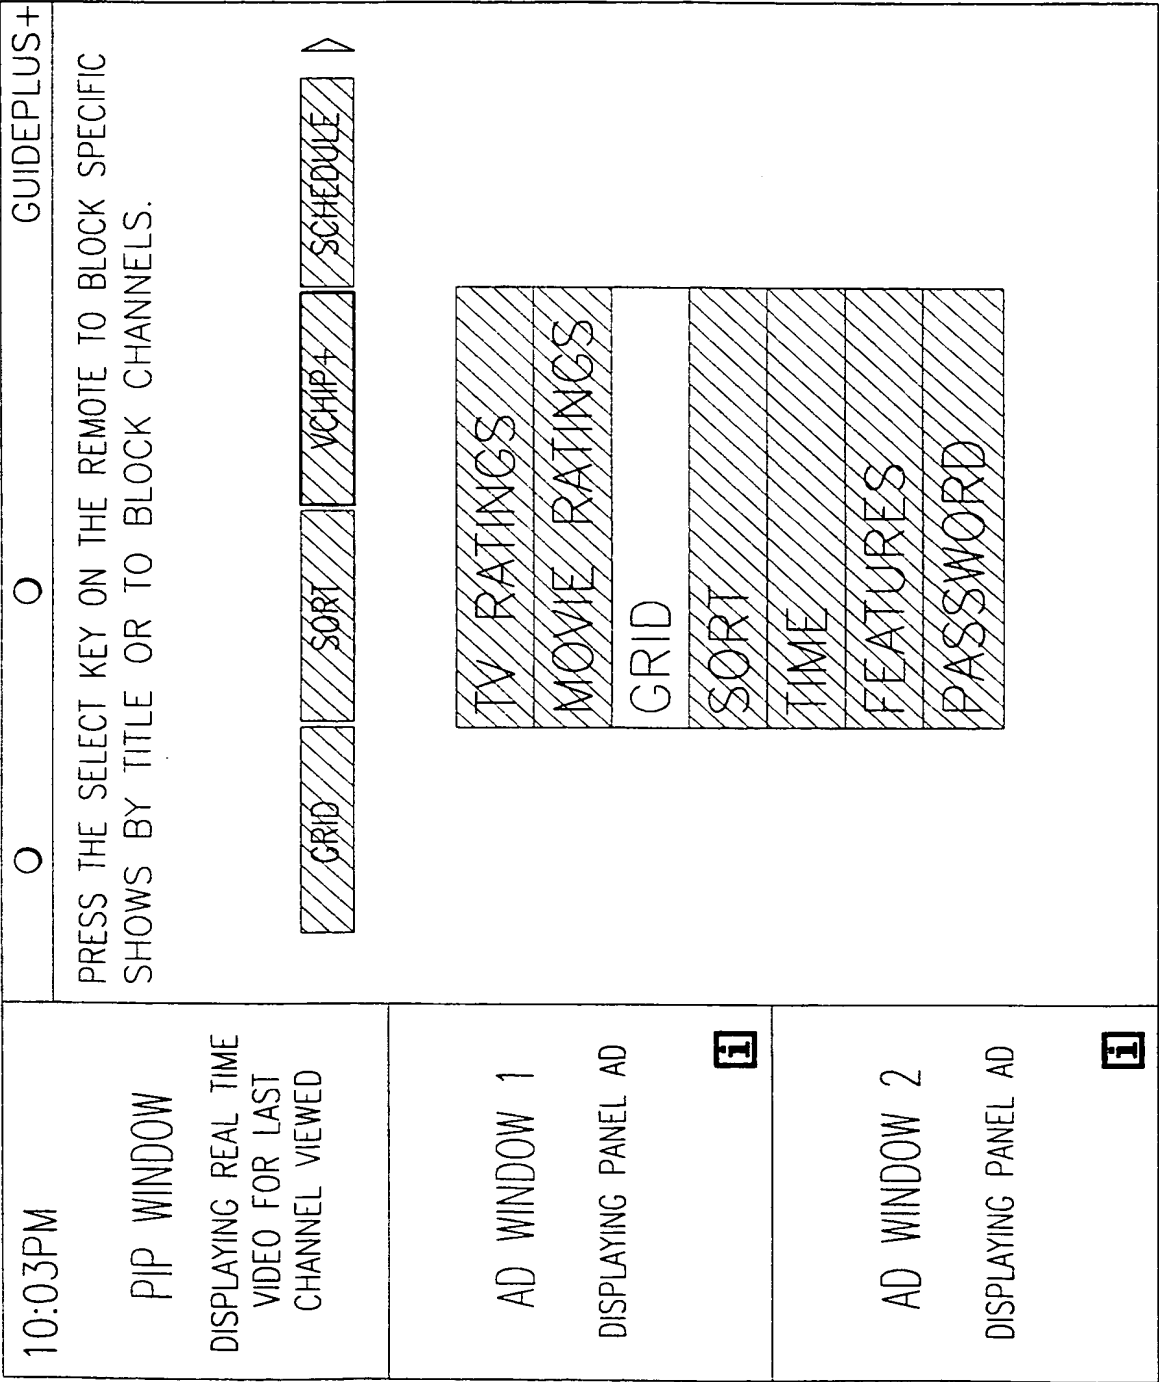 10:03PM
GUIDEPLUS+
PIP WINDOW
DISPLAYING REAL TIME
VIDEO FOR LAST
CHANNEL VIEWED
AD WINDOW 1
DISPLAYING PANEL AD
i
AD WINDOW 2
DISPLAYING PANEL AD
i
PRESS THE SELECT KEY ON THE REMOTE TO BLOCK SPECIFIC
SHOWS BY TITLE OR TO BLOCK CHANNELS.
GRID
SORT
VCHIP+
SCHEDULE
TV RATINGS
MOVIE RATINGS
GRID
SORT
TIME
FEATURES
PASSWORD